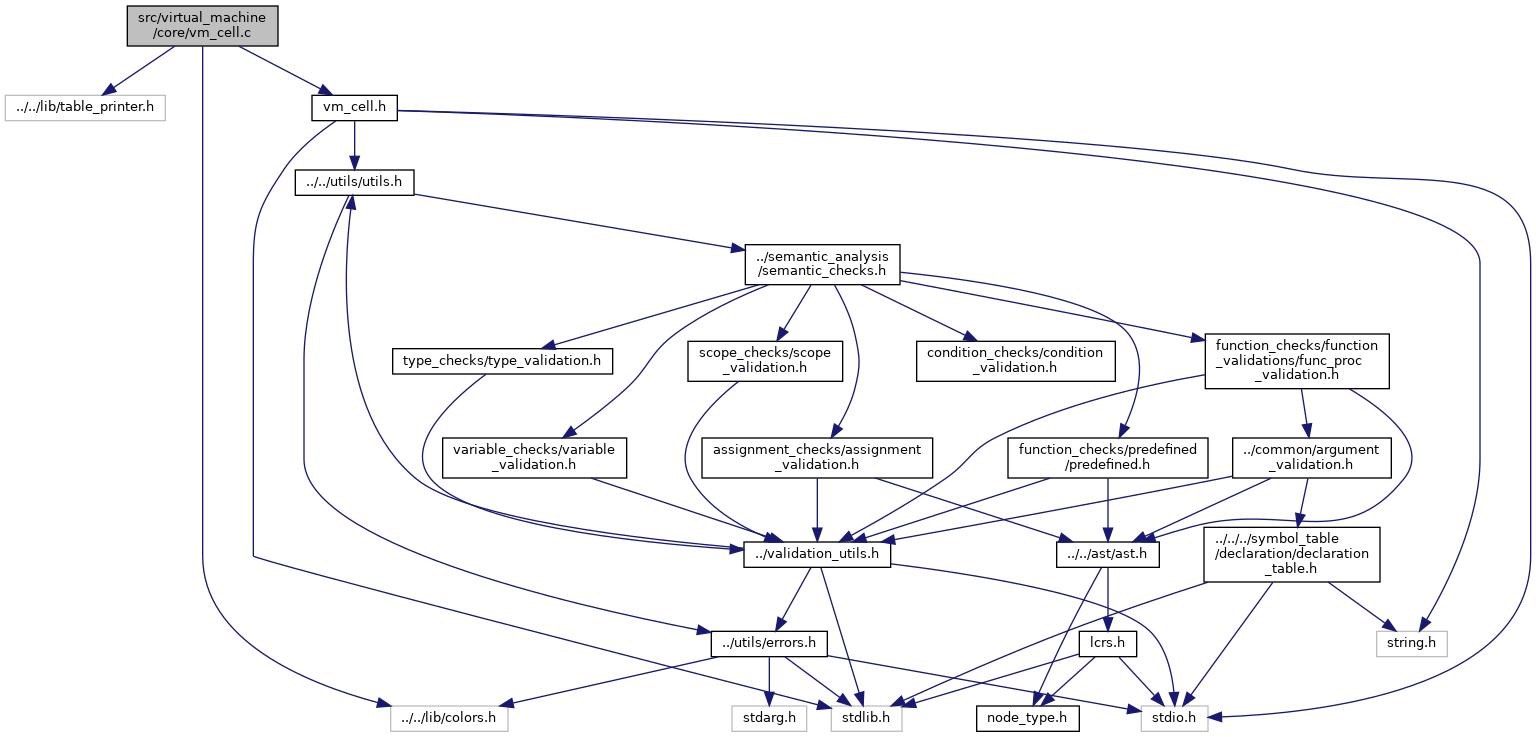 src/virtual_machine
/core/vm_cell.c
../../lib/table_printer.h
vm_cell.h
../../utils/utils.h
../semantic_analysis
/semantic_checks.h
type_checks/type_validation.h
scope_checks/scope
_validation.h
condition_checks/condition
_validation.h
function_checks/function
_validations/func_proc
_validation.h
variable_checks/variable
_validation.h
assignment_checks/assignment
_validation.h
function_checks/predefined
/predefined.h
../common/argument
_validation.h
../validation_utils.h
../../ast/ast.h
../../../symbol_table
/declaration/declaration
_table.h
../utils/errors.h
lcrs.h
string.h
../../lib/colors.h
stdarg.h
stdlib.h
node_type.h
stdio.h